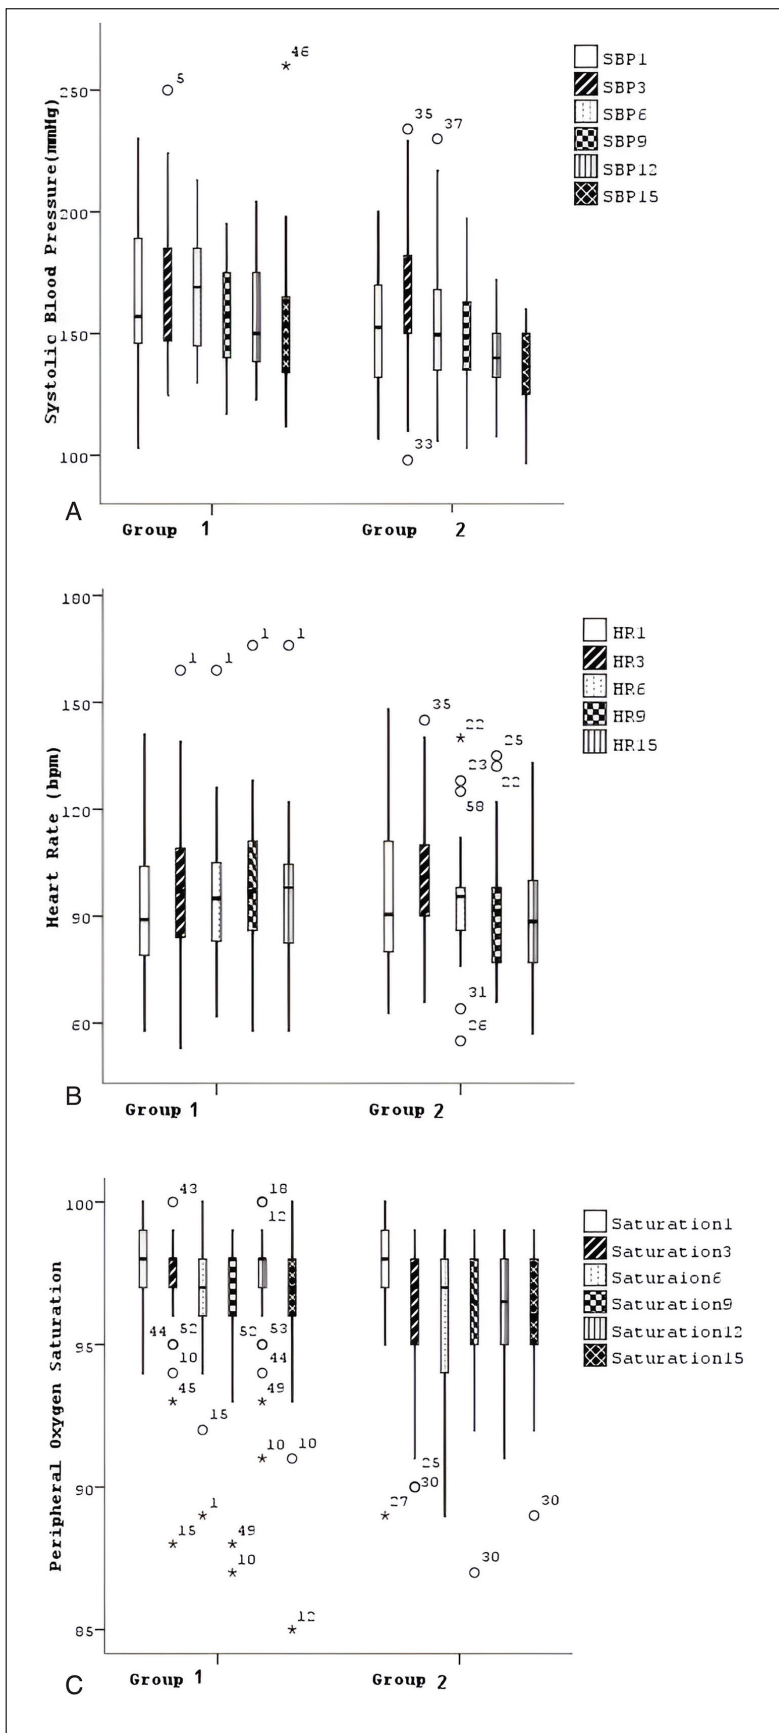 46
250
5
SBP1
SBP3
SBP6
SBP9
SBP12
SBP15
35
37
Systolic Blood Pressure(mmHg)
200
150
33
100
A
Group 1
Group 2
180
1
1
1
1
HR1
HR3
HR6
HR9
HR15
35
150
22
25
23
22
58
120
Heart Rate (bpm)
90
31
26
60
B
Group 1
Group 2
43
18
100
12
Saturation1
Saturation3
Saturaion6
Saturation9
Saturation12
Saturation15
Peripheral Oxygen Saturation
44
52
52
53
95
10
44
45
49
15
10
10
25
90
30
1
27
30
15
49
10
30
12
85
C
Group 1
Group 2